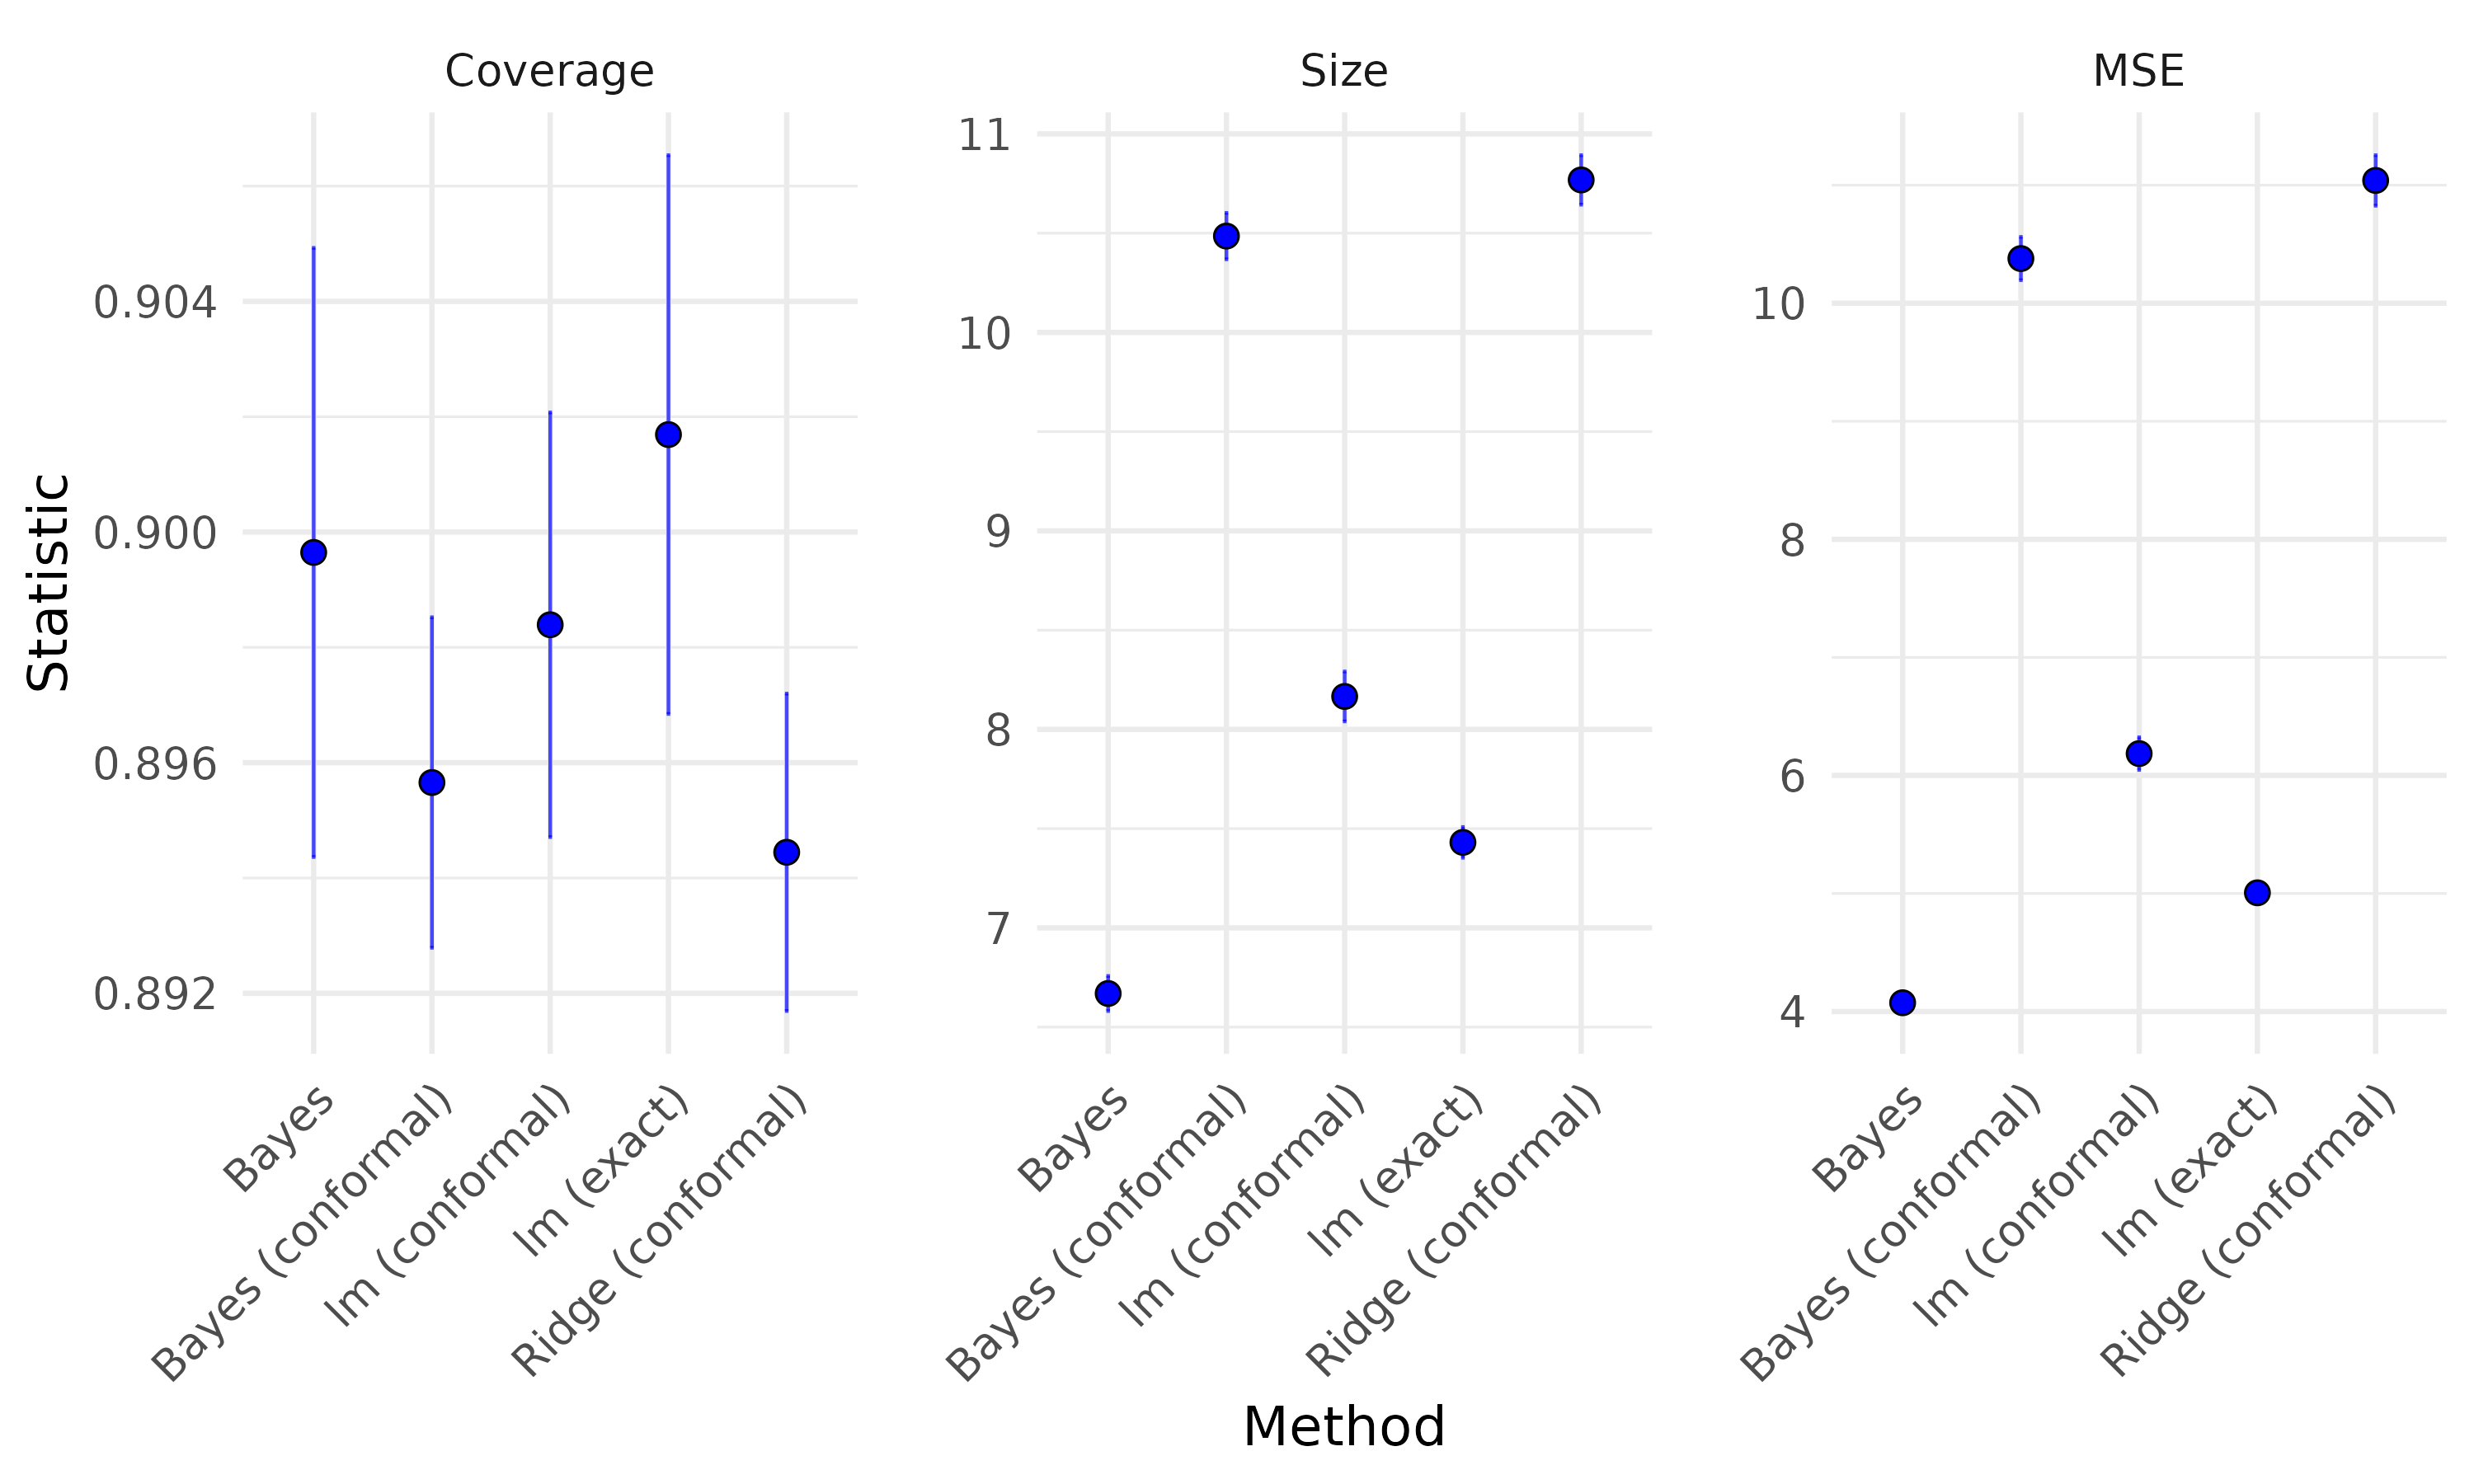 Coverage
Size
MSE
Statistic
0.904
0.900
0.896
0.892
11
10
9
8
7
10
8
6
4
Bayes
Bayes (conformal)
lm (conformal)
lm (exact)
Ridge (conformal)
Bayes
Bayes (conformal)
lm (conformal)
lm (exact)
Ridge (conformal)
Bayes
Bayes (conformal)
lm (conformal)
lm (exact)
Ridge (conformal)
Method